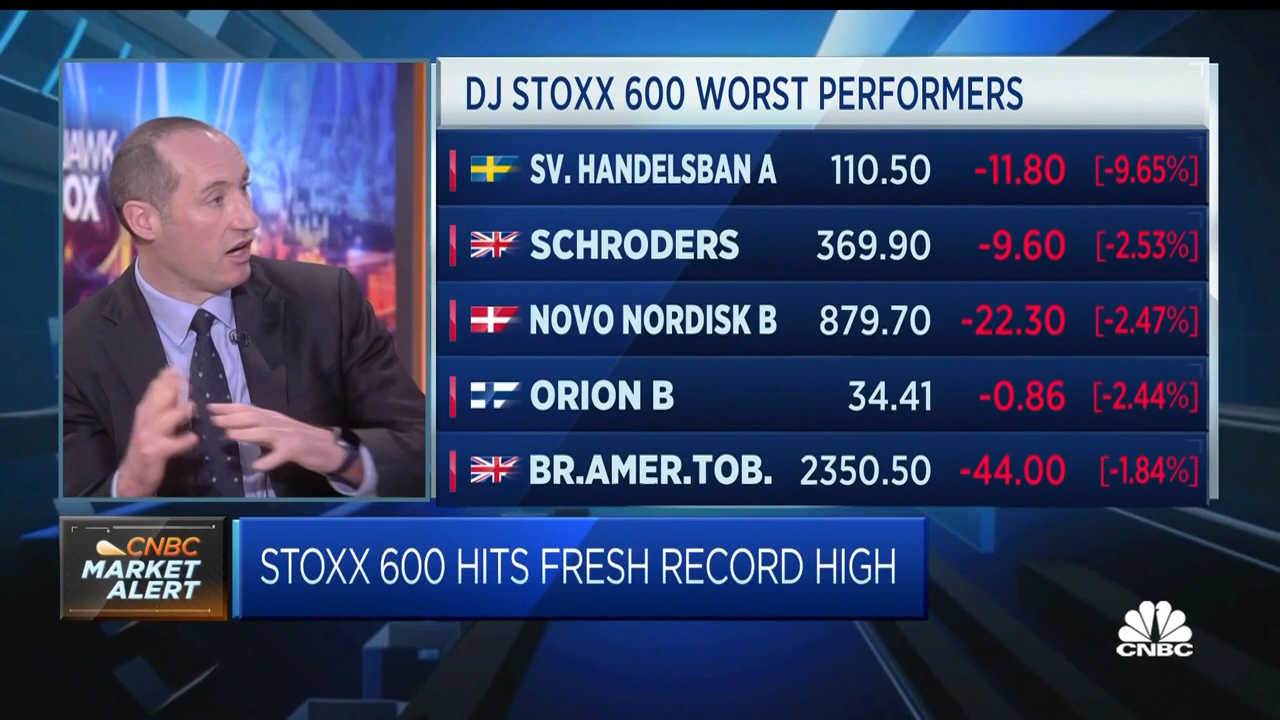 DJ STOXX 600 WORST PERFORMERS
SV. HANDELSBAN A 110.50 -11.80 [-9.65%]
SCHRODERS 369.90 -9.60 [-2.53%]
NOVO NORDISK B 879.70 -22.30 [-2.47%]
ORION B 34.41 -0.86 [-2.44%]
BR.AMER.TOB. 2350.50 -44.00 [-1.84%]
CNBC
MARKET
ALERT
STOXX 600 HITS FRESH RECORD HIGH
CNBC